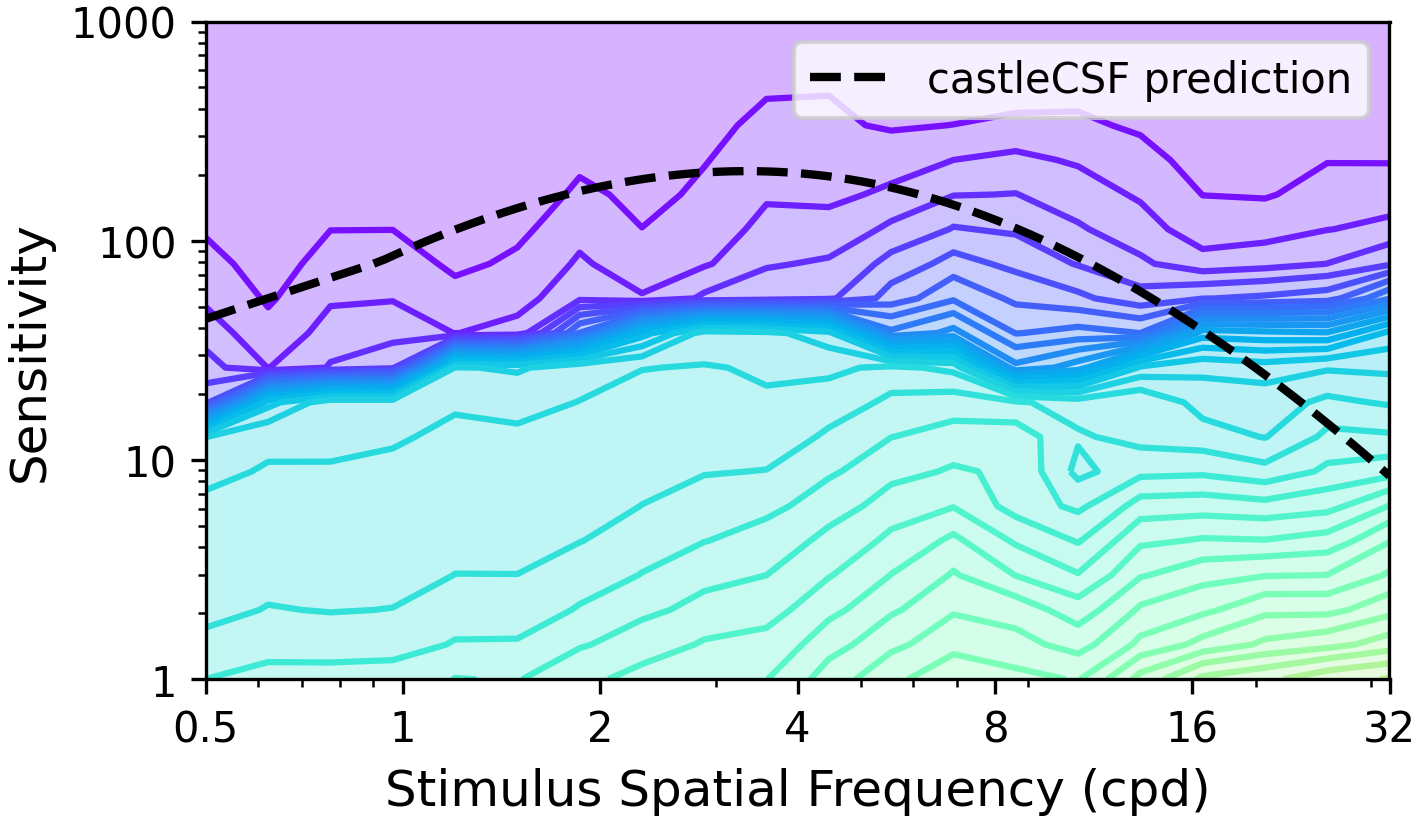 1000
castleCSF prediction
100
Sensitivity
10
1
0.5 1 2 4 8 16 32
Stimulus Spatial Frequency (cpd)